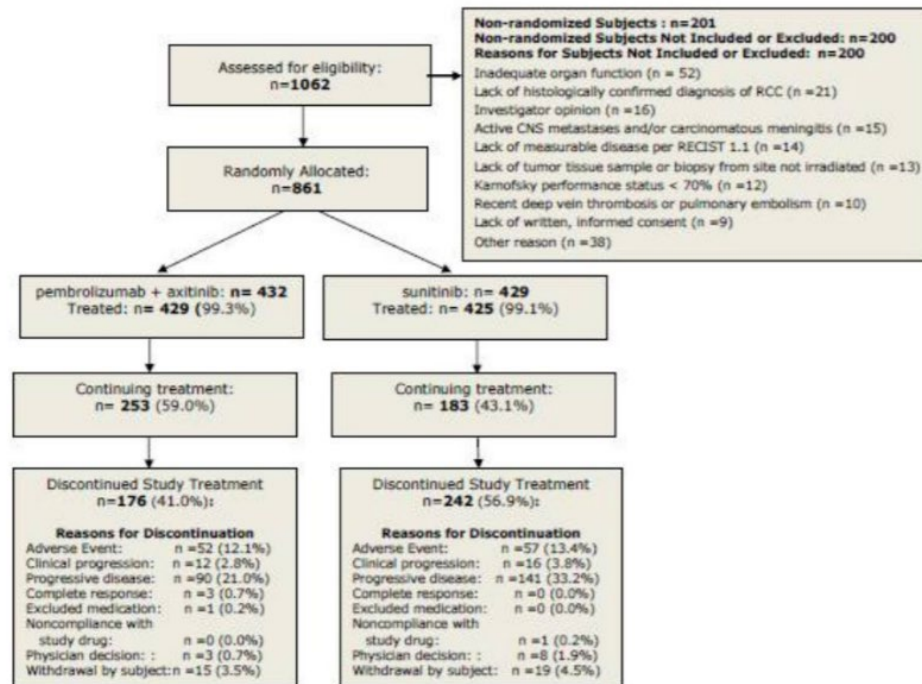 Non-randomized Subjects : n=201
Non-randomized Subjects Not Included or Excluded: n=200
Reasons for Subjects Not Included or Excluded: n=200
Inadequate organ function (n = 52)
Lack of histologically confirmed diagnosis of RCC (n =21)
Investigator opinion (n =16)
Active CNS metastases and/or carcinomatous meningitis (n =15)
Lack of measurable disease per RECIST 1.1 (n =14)
Lack of tumor tissue sample or biopsy from site not irradiated (n =13)
Karnofsky performance status < 70% (n =12)
Recent deep vein thrombosis or pulmonary embolism (n =10)
Lack of written, informed consent (n =9)
Other reason (n =38)
Assessed for eligibility:
n=1062
Randomly Allocated:
n=861
pembrolizumab + axitinib: n= 432
Treated: n= 429 (99.3%)
sunitinib: n= 429
Treated: n= 425 (99.1%)
Continuing treatment:
n= 253 (59.0%)
Continuing treatment:
n= 183 (43.1%)
Discontinued Study Treatment
n=176 (41.0%):
Reasons for Discontinuation
Adverse Event: n =52 (12.1%)
Clinical progression: n =12 (2.8%)
Progressive disease: n =90 (21.0%)
Complete response: n =3 (0.7%)
Excluded medication: n =1 (0.2%)
Noncompliance with
study drug: n =0 (0.0%)
Physician decision: : n =3 (0.7%)
Withdrawal by subject:n =15 (3.5%)
Discontinued Study Treatment
n=242 (56.9%):
Reasons for Discontinuation
Adverse Event: n =57 (13.4%)
Clinical progression: n =16 (3.8%)
Progressive disease: n =141 (33.2%)
Complete response: n =0 (0.0%)
Excluded medication: n =0 (0.0%)
Noncompliance with
study drug: n =1 (0.2%)
Physician decision: : n =8 (1.9%)
Withdrawal by subject: n =19 (4.5%)